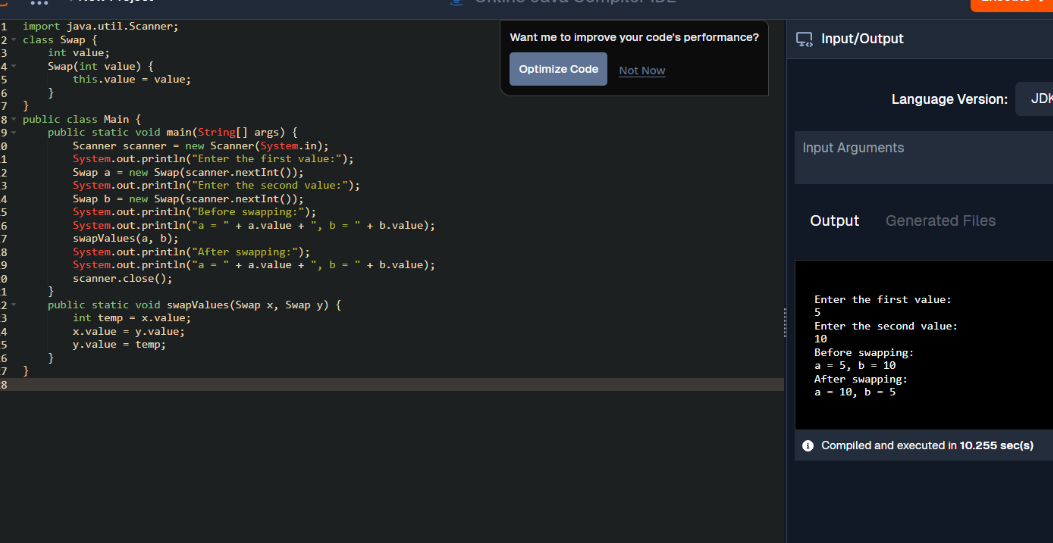 New Project
Online Java Compiler IDE
Execute
1 import java.util.Scanner;
2 class Swap {
3 int value;
4 Swap(int value) {
5 this.value = value;
6 }
7 }
8 public class Main {
9 public static void main(String[] args) {
0 Scanner scanner = new Scanner(System.in);
1 System.out.println("Enter the first value:");
2 Swap a = new Swap(scanner.nextInt());
3 System.out.println("Enter the second value:");
4 Swap b = new Swap(scanner.nextInt());
5 System.out.println("Before swapping:");
6 System.out.println("a = " + a.value + ", b = " + b.value);
7 swapValues(a, b);
8 System.out.println("After swapping:");
9 System.out.println("a = " + a.value + ", b = " + b.value);
0 scanner.close();
1 }
2 public static void swapValues(Swap x, Swap y) {
3 int temp = x.value;
4 x.value = y.value;
5 y.value = temp;
6 }
7 }
8
Want me to improve your code's performance?
Optimize Code Not Now
Input/Output
Language Version: JDK
Input Arguments
Output Generated Files
Enter the first value:
5
Enter the second value:
10
Before swapping:
a = 5, b = 10
After swapping:
a = 10, b = 5
Compiled and executed in 10.255 sec(s)